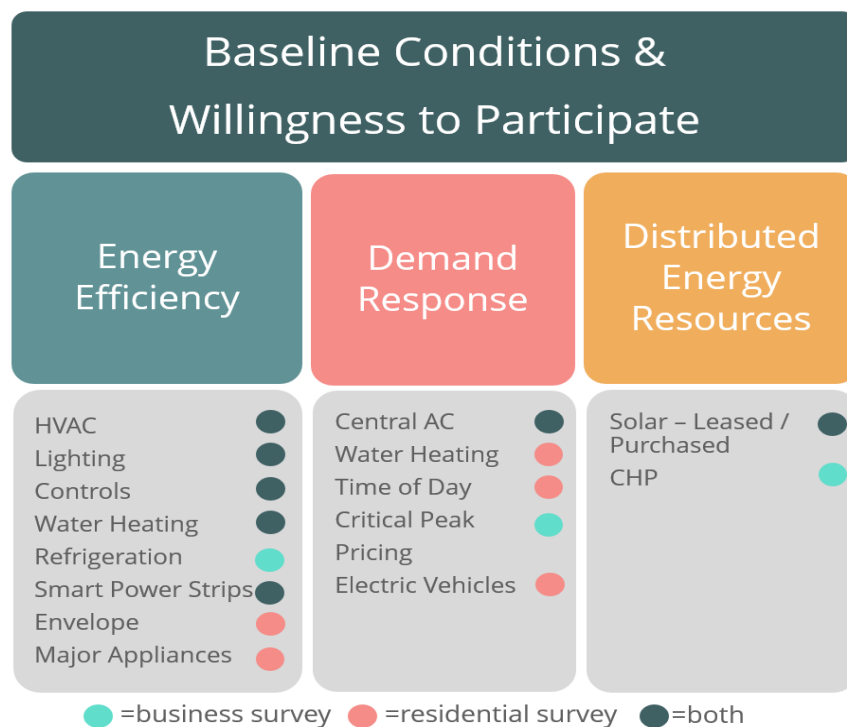 Baseline Conditions &
Willingness to Participate
Energy
Efficiency
Demand
Response
Distributed
Energy
Resources
HVAC
Lighting
Controls
Water Heating
Refrigeration
Smart Power Strips
Envelope
Major Appliances
Central AC
Water Heating
Time of Day
Critical Peak
Pricing
Electric Vehicles
Solar – Leased /
Purchased
CHP
=business survey =residential survey =both